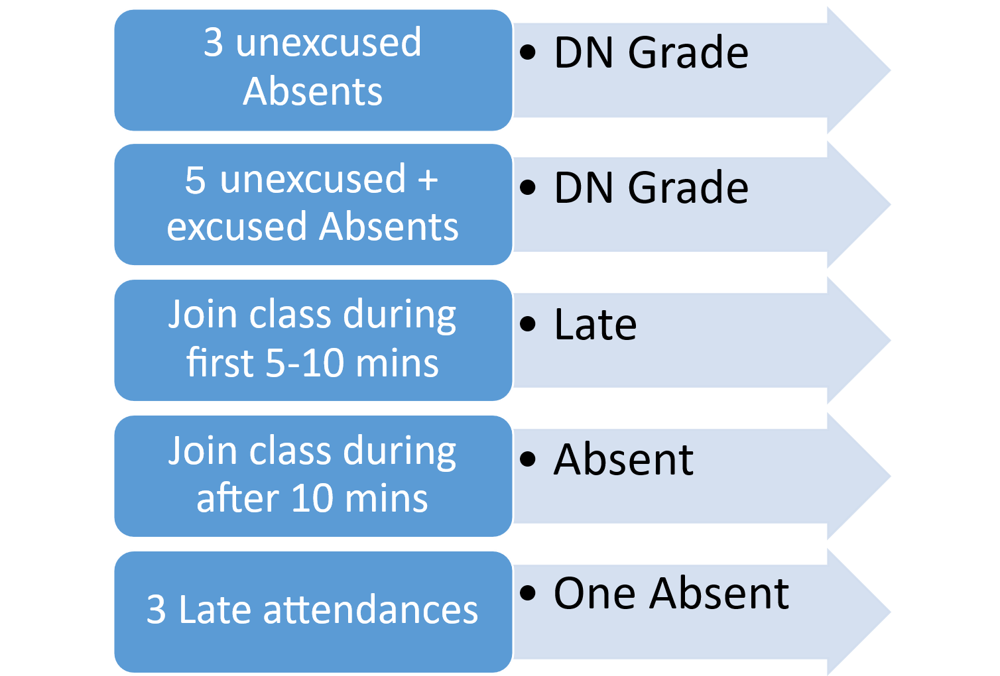 3 unexcused
Absents
• DN Grade
5 unexcused +
excused Absents
• DN Grade
Join class during
first 5-10 mins
• Late
Join class during
after 10 mins
• Absent
3 Late attendances
• One Absent